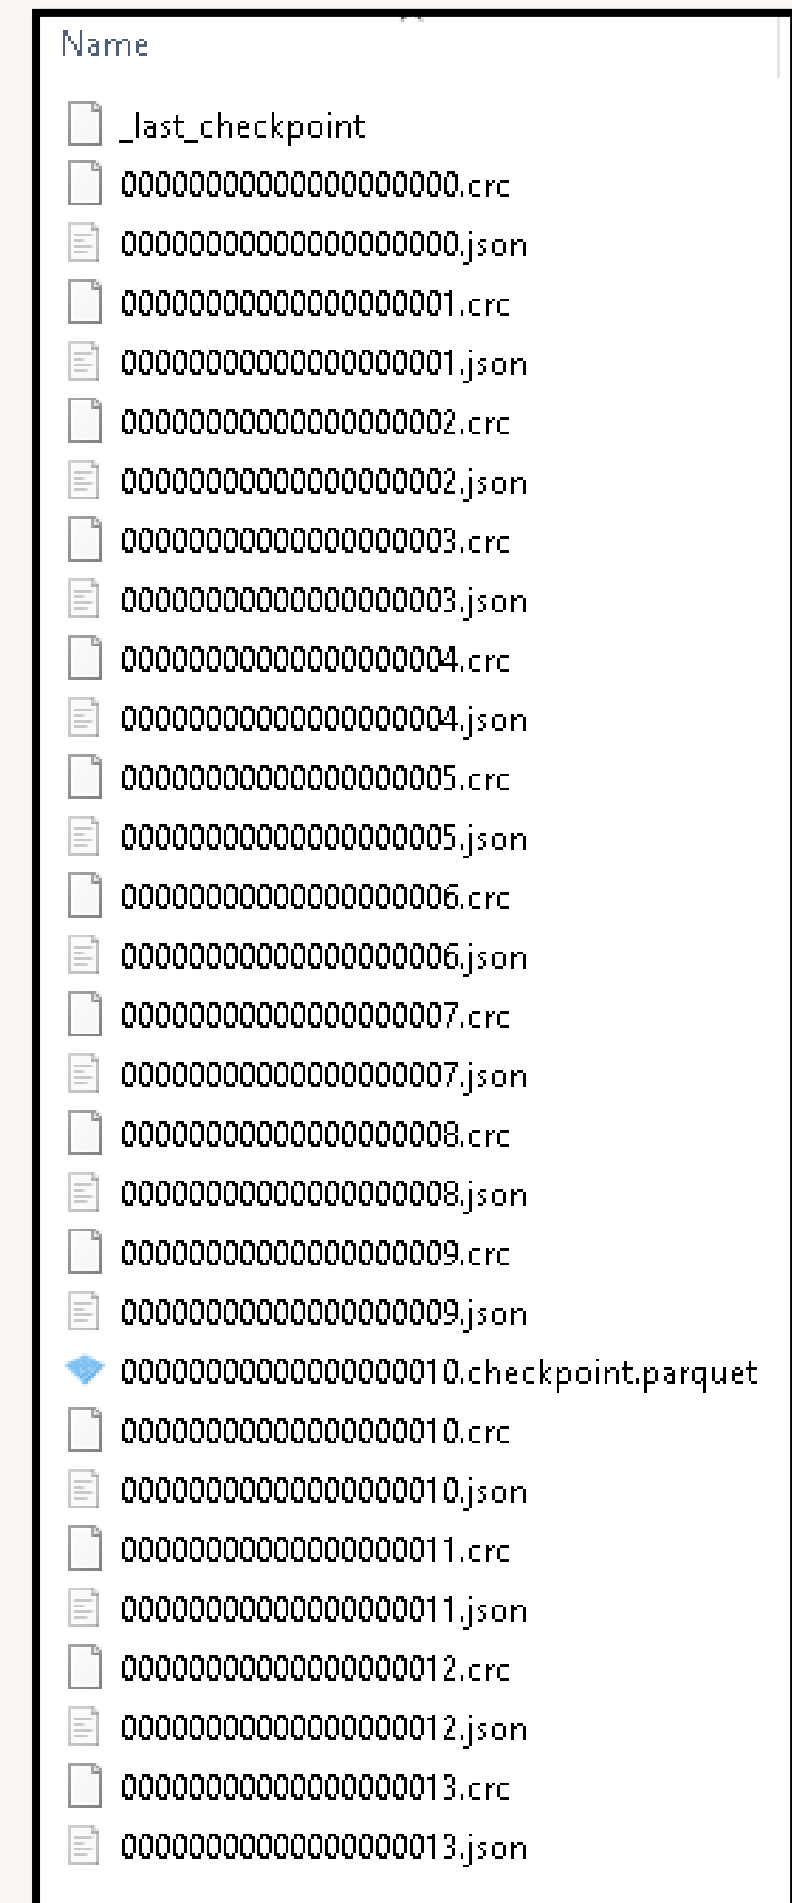 Name
_last_checkpoint
00000000000000000000.crc
00000000000000000000.json
00000000000000000001.crc
00000000000000000001.json
00000000000000000002.crc
00000000000000000002.json
00000000000000000003.crc
00000000000000000003.json
00000000000000000004.crc
00000000000000000004.json
00000000000000000005.crc
00000000000000000005.json
00000000000000000006.crc
00000000000000000006.json
00000000000000000007.crc
00000000000000000007.json
00000000000000000008.crc
00000000000000000008.json
00000000000000000009.crc
00000000000000000009.json
00000000000000000010.checkpoint.parquet
00000000000000000010.crc
00000000000000000010.json
00000000000000000011.crc
00000000000000000011.json
00000000000000000012.crc
00000000000000000012.json
00000000000000000013.crc
00000000000000000013.json